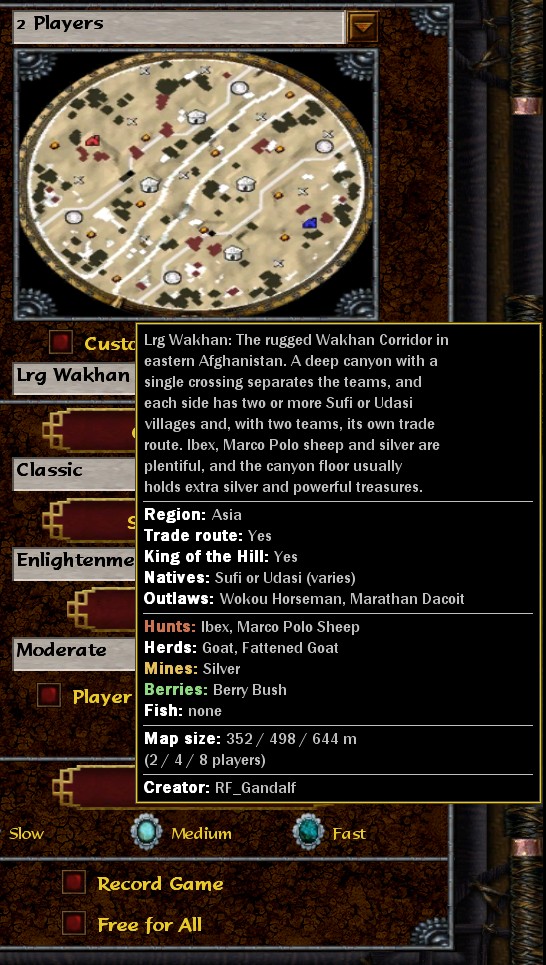 2 Players
Custo
Lrg Wakhan
Classic
S
Enlightenme
Moderate
Player
Lrg Wakhan: The rugged Wakhan Corridor in
eastern Afghanistan. A deep canyon with a
single crossing separates the teams, and
each side has two or more Sufi or Udasi
villages and, with two teams, its own trade
route. Ibex, Marco Polo sheep and silver are
plentiful, and the canyon floor usually
holds extra silver and powerful treasures.
Region: Asia
Trade route: Yes
King of the Hill: Yes
Natives: Sufi or Udasi (varies)
Outlaws: Wokou Horseman, Marathan Dacoit
Hunts: Ibex, Marco Polo Sheep
Herds: Goat, Fattened Goat
Mines: Silver
Berries: Berry Bush
Fish: none
Map size: 352 / 498 / 644 m
(2 / 4 / 8 players)
Creator: RF_Gandalf
Slow Medium Fast
Record Game
Free for All